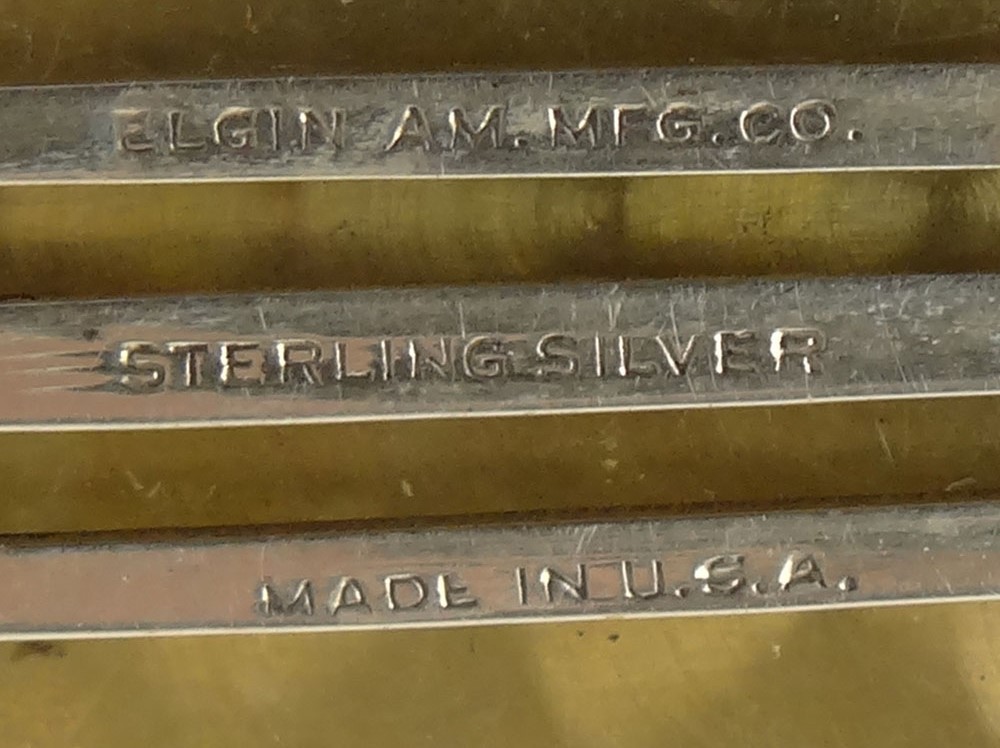 ELGIN AM. MFG. CO.
STERLING SILVER
MADE IN U.S.A.